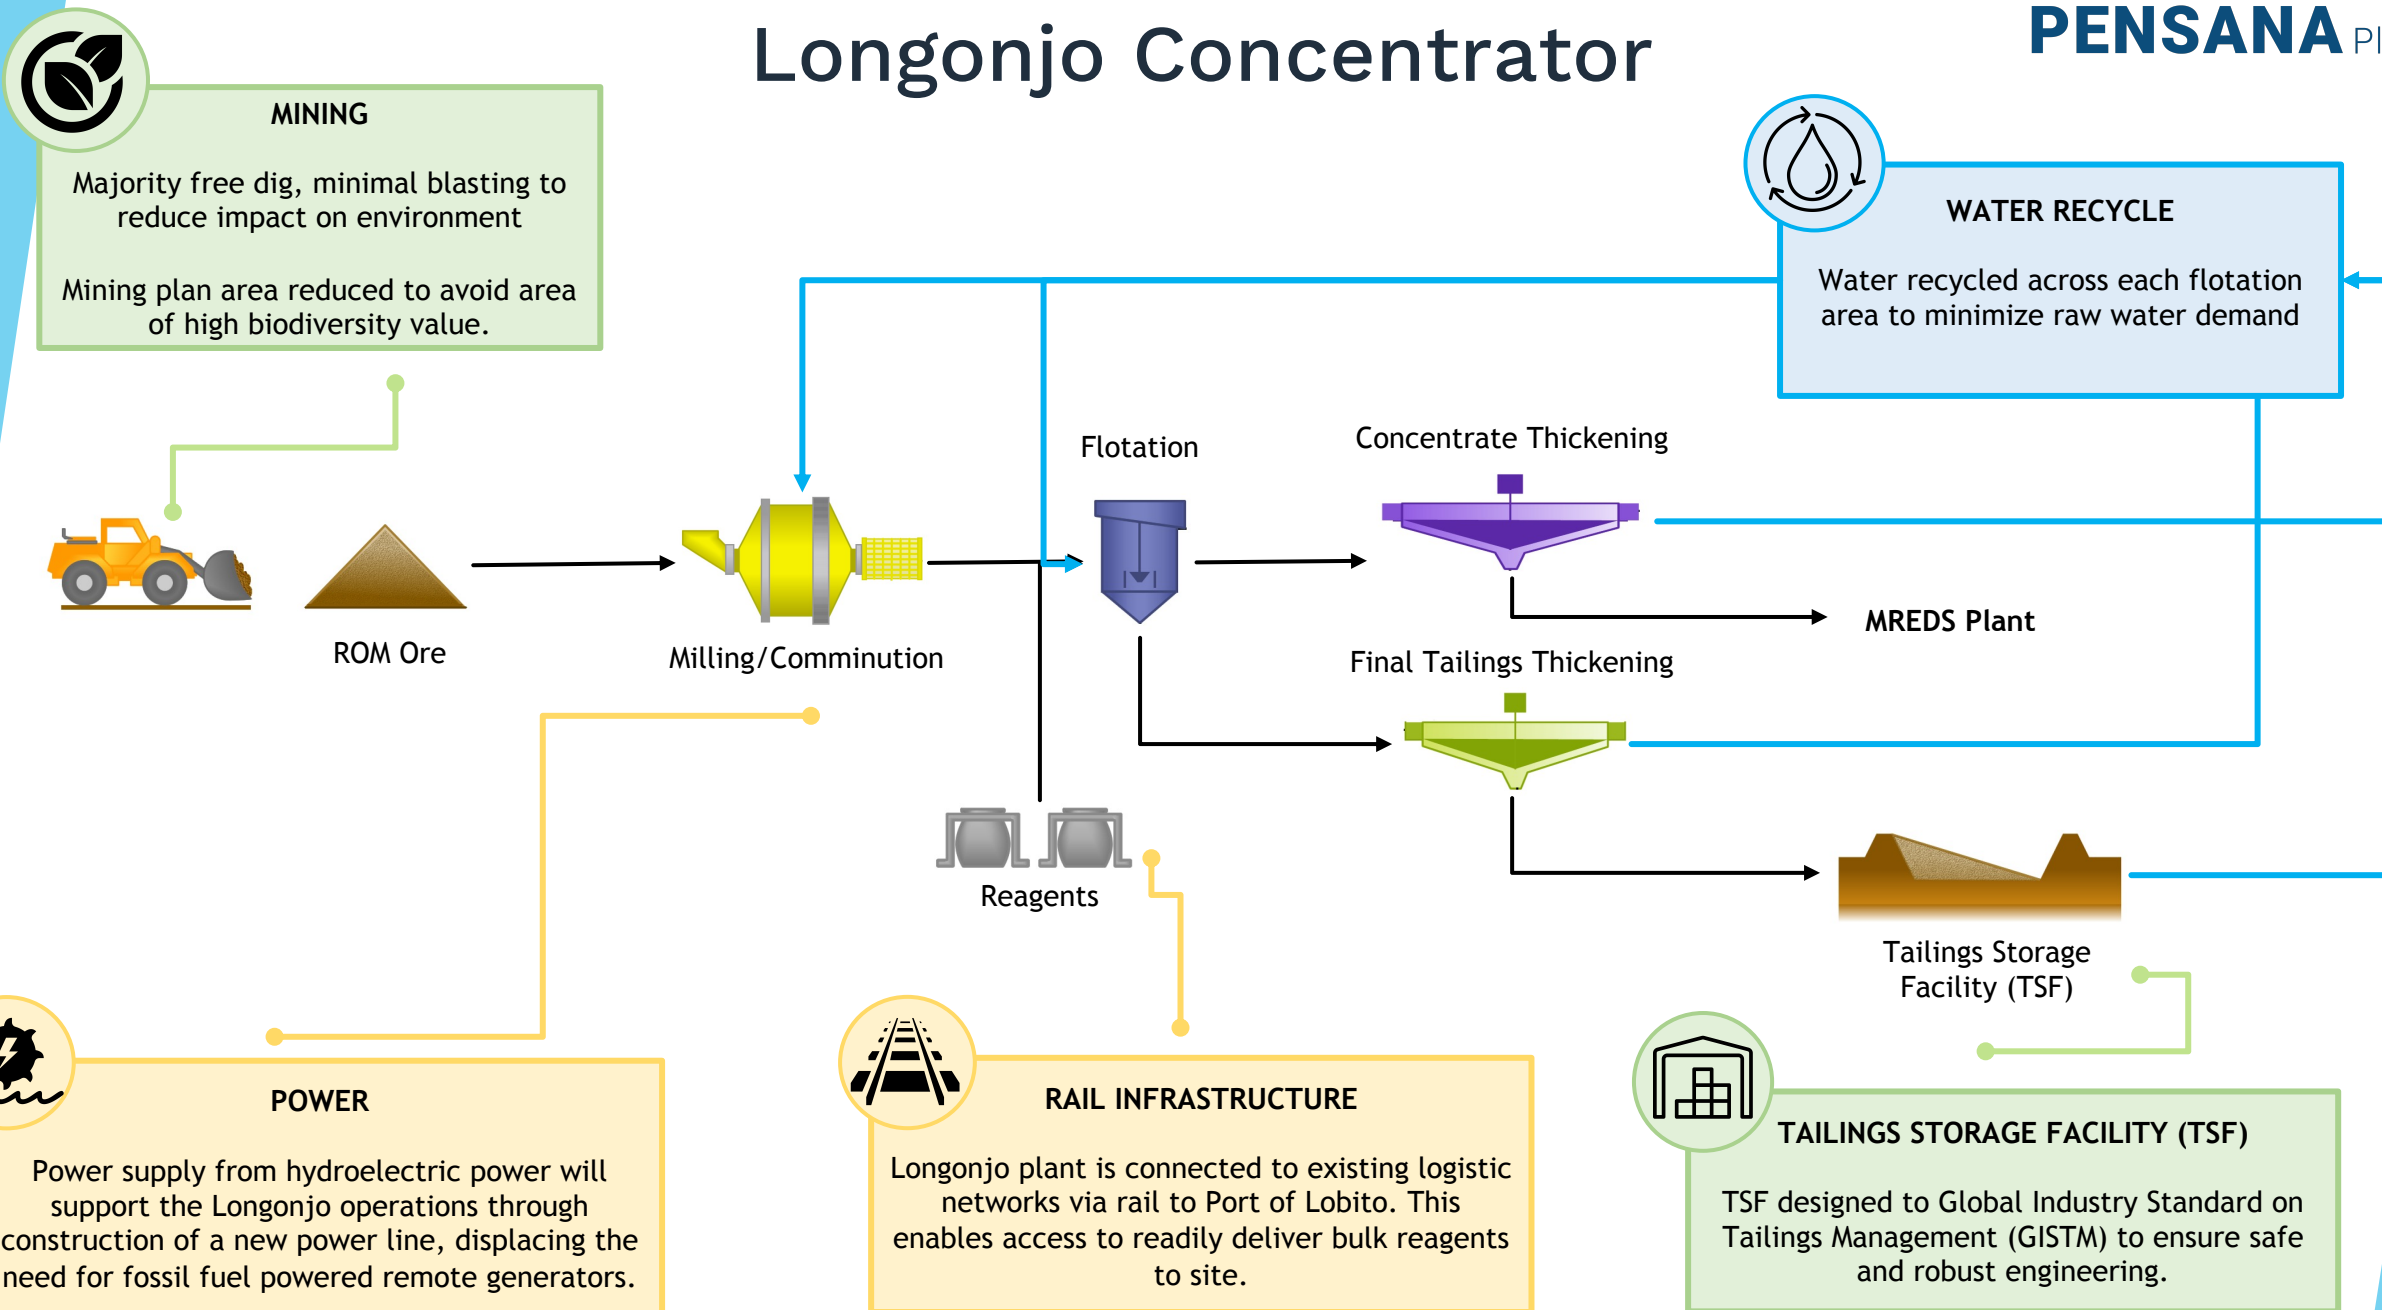 Longonjo Concentrator
PENSANA Pl
MINING
Majority free dig, minimal blasting to
reduce impact on environment
Mining plan area reduced to avoid area
of high biodiversity value.
WATER RECYCLE
Water recycled across each flotation
area to minimize raw water demand
Flotation
Concentrate Thickening
MREDS Plant
ROM Ore
Milling/Comminution
Final Tailings Thickening
Reagents
Tailings Storage
Facility (TSF)
POWER
Power supply from hydroelectric power will
support the Longonjo operations through
construction of a new power line, displacing the
need for fossil fuel powered remote generators.
RAIL INFRASTRUCTURE
Longonjo plant is connected to existing logistic
networks via rail to Port of Lobito. This
enables access to readily deliver bulk reagents
to site.
TAILINGS STORAGE FACILITY (TSF)
TSF designed to Global Industry Standard on
Tailings Management (GISTM) to ensure safe
and robust engineering.